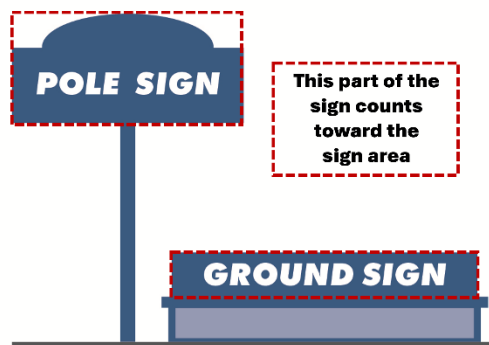 POLE SIGN
This part of the
sign counts
toward the
sign area
GROUND SIGN